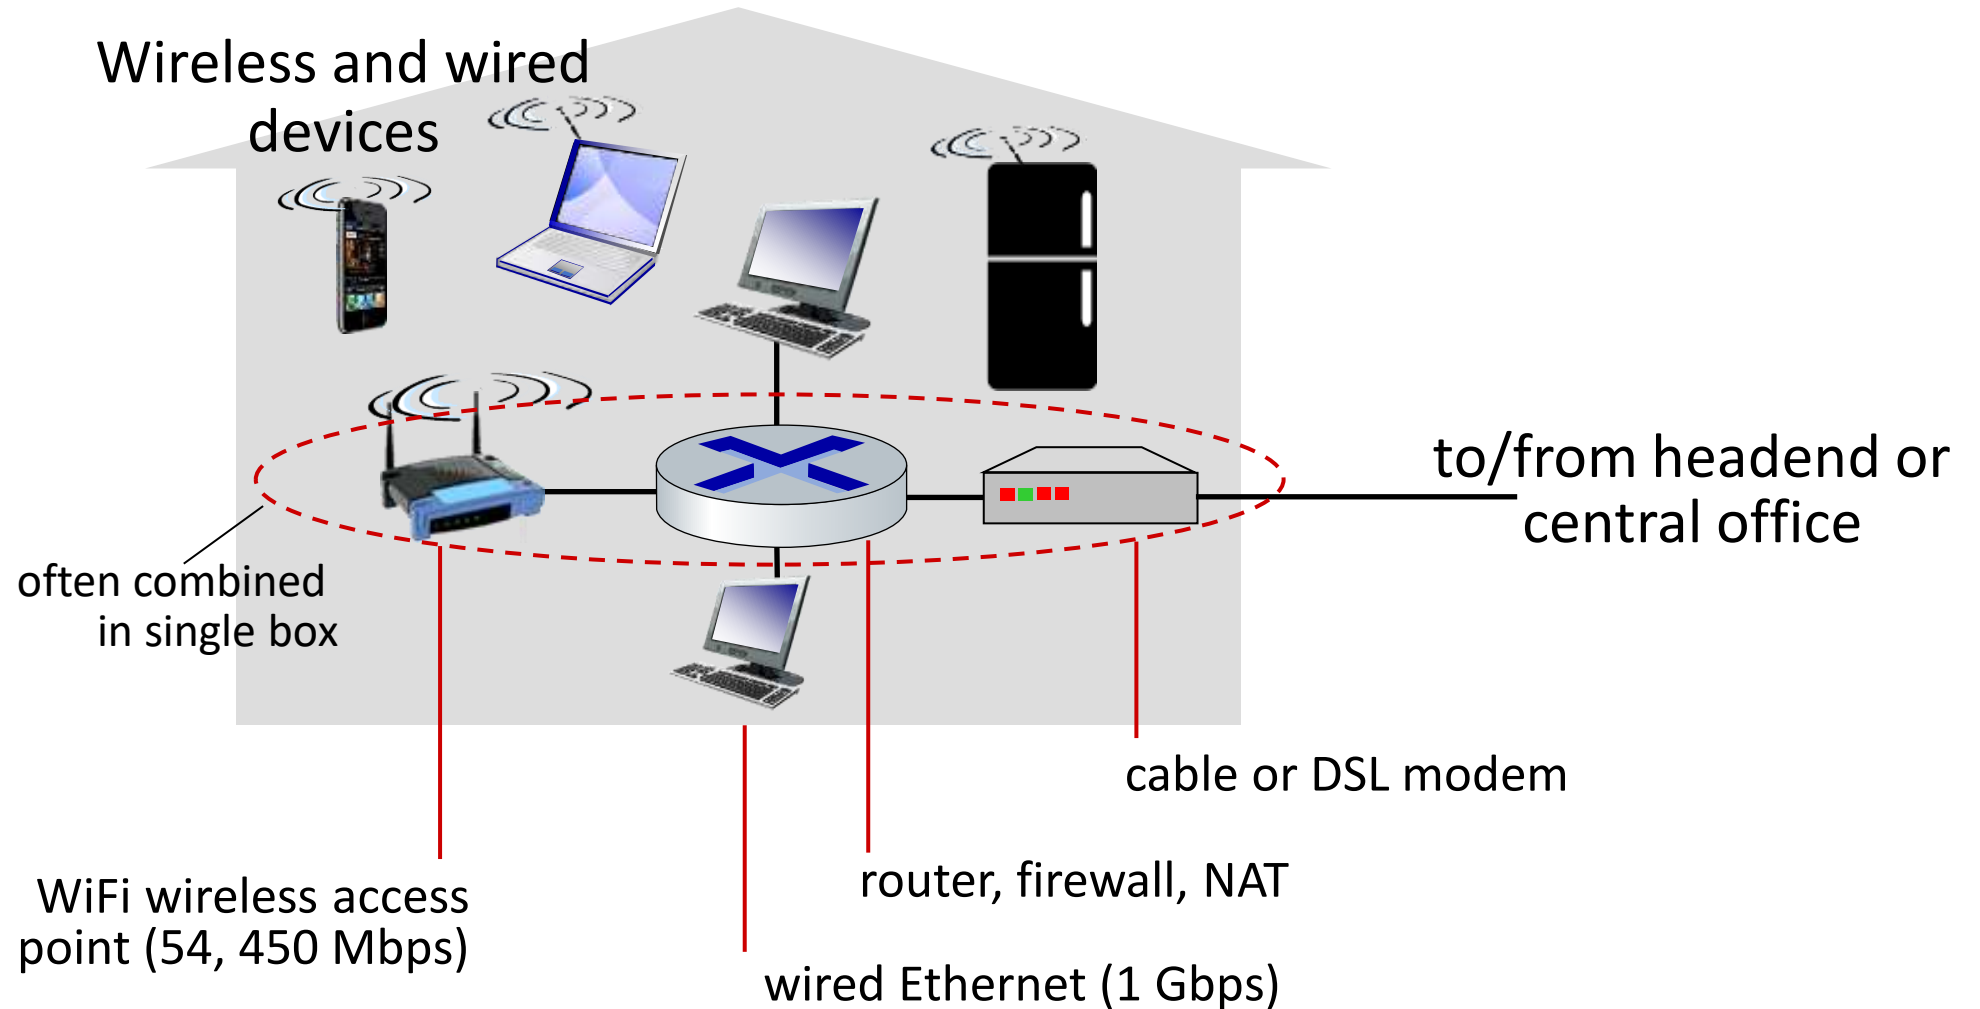 Wireless and wired
devices
to/from headend or
central office
often combined
in single box
cable or DSL modem
router, firewall, NAT
WiFi wireless access
point (54, 450 Mbps)
wired Ethernet (1 Gbps)